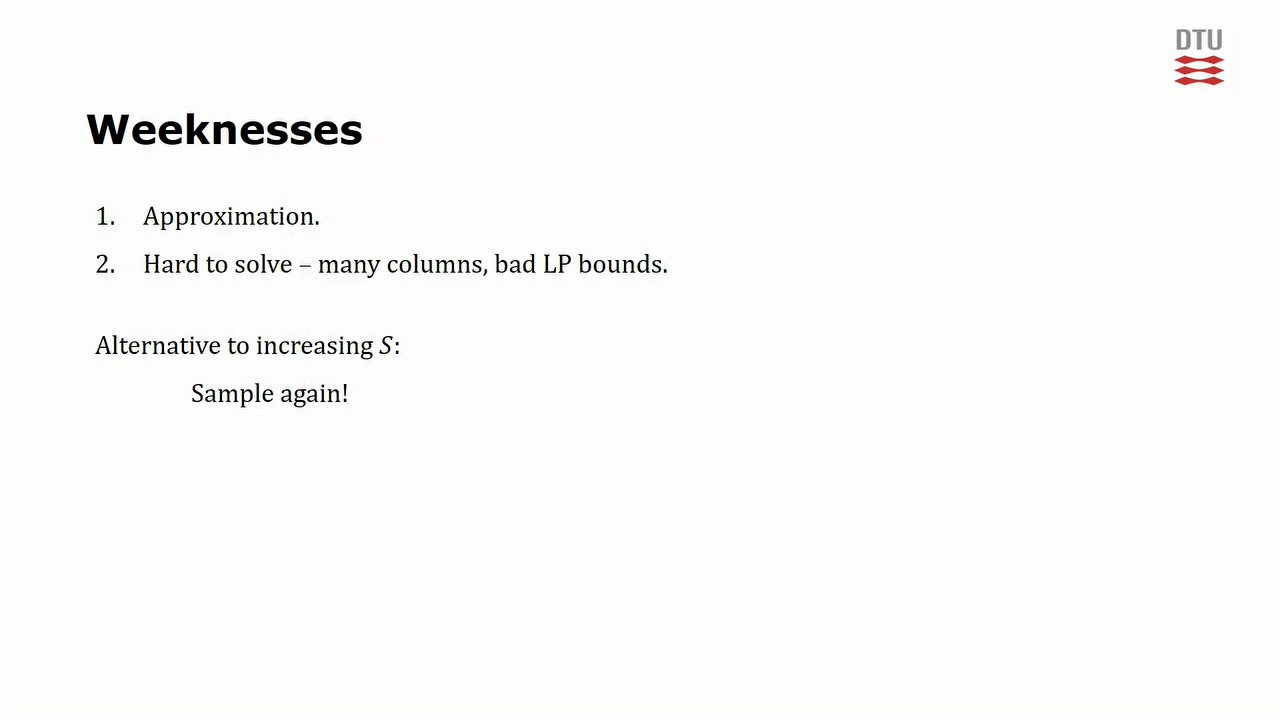 DTU
Weeknesses
1. Approximation.
2. Hard to solve – many columns, bad LP bounds.
Alternative to increasing S:
Sample again!